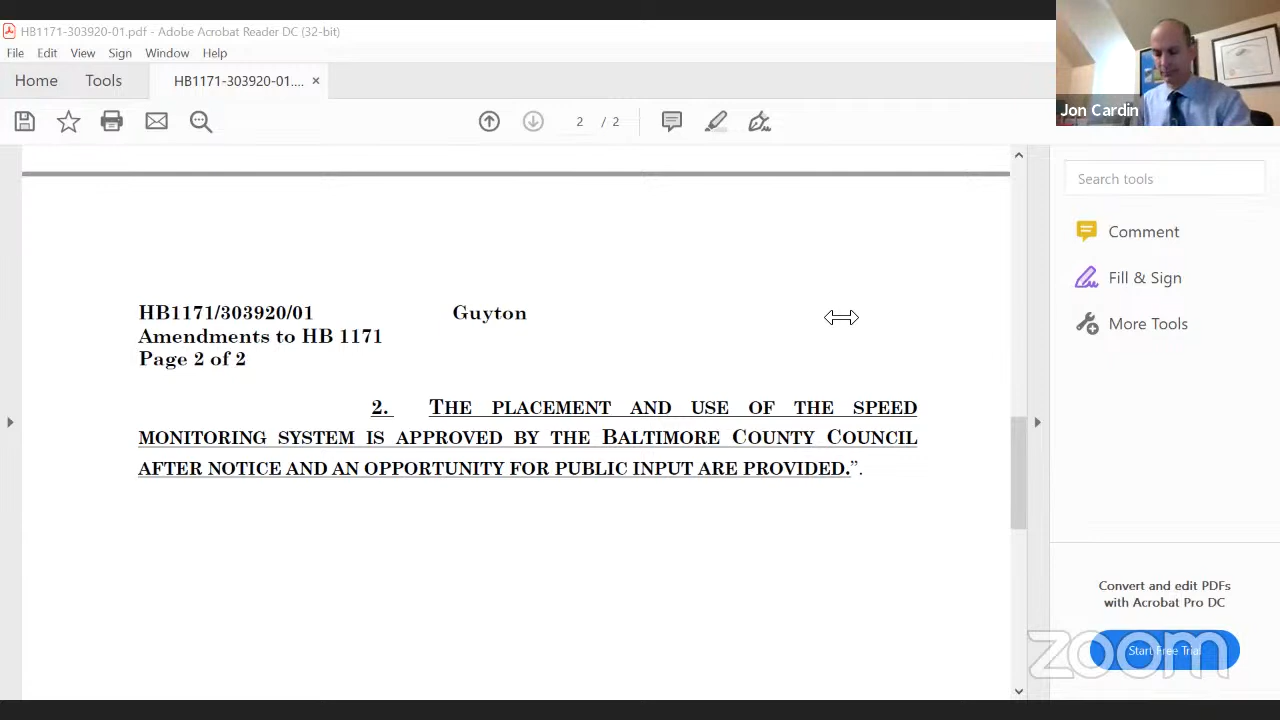 HB1171-303920-01.pdf - Adobe Acrobat Reader DC (32-bit)
File Edit View Sign Window Help
Home Tools HB1171-303920-01.... ×
2 / 2
Jon Cardin
Search tools
Comment
Fill & Sign
More Tools
HB1171/303920/01 Guyton
Amendments to HB 1171
Page 2 of 2
2. THE PLACEMENT AND USE OF THE SPEED
MONITORING SYSTEM IS APPROVED BY THE BALTIMORE COUNTY COUNCIL
AFTER NOTICE AND AN OPPORTUNITY FOR PUBLIC INPUT ARE PROVIDED.”.
Convert and edit PDFs
with Acrobat Pro DC
Start Free Trial
zoom